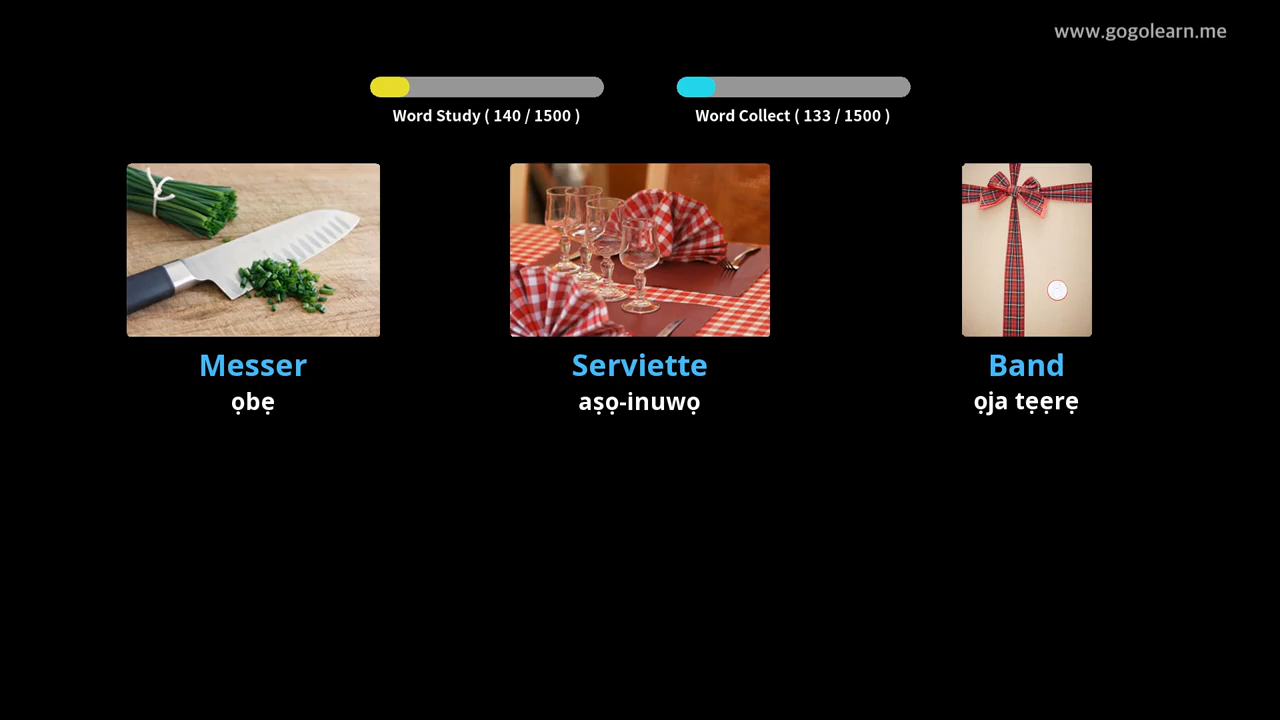 www.gogolearn.me
Word Study ( 140 / 1500 )
Word Collect ( 133 / 1500 )
Messer
ọbẹ
Serviette
aṣọ-inuwọ
Band
ọja tẹẹrẹ